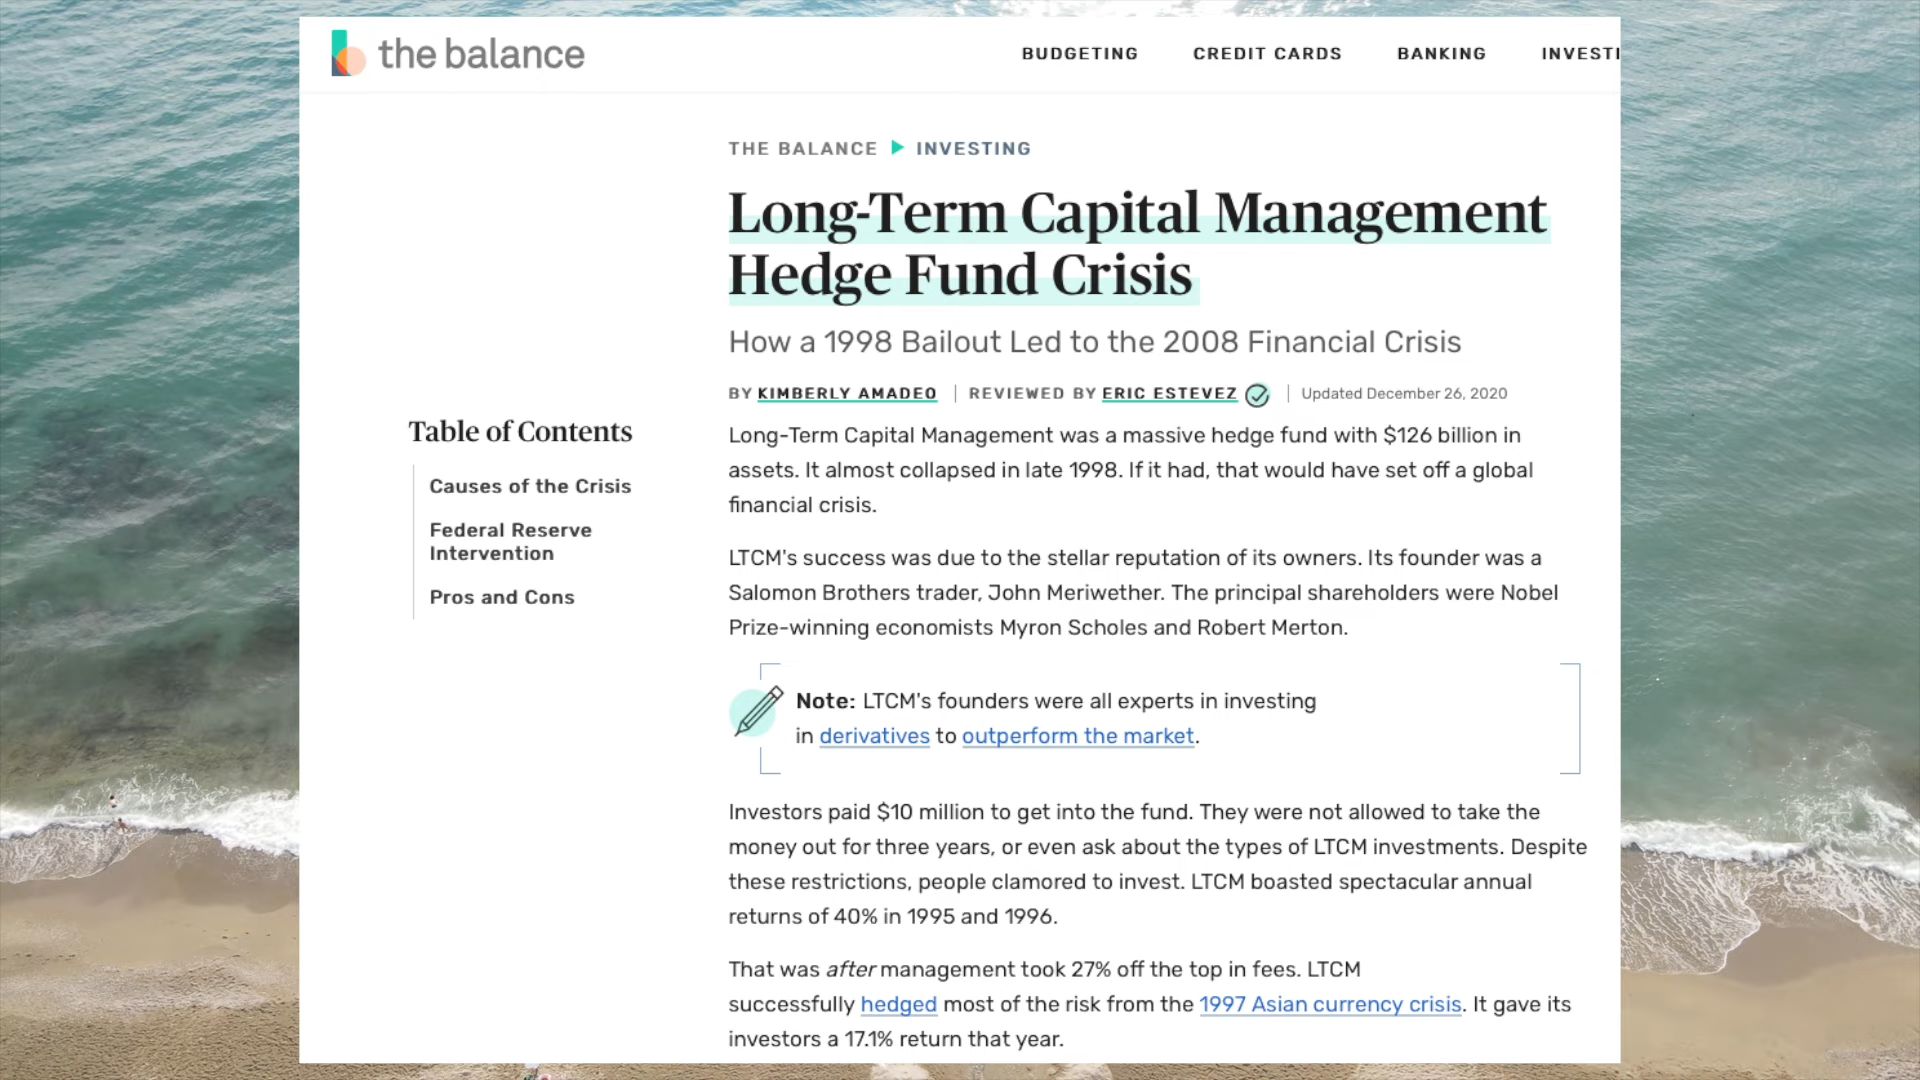 the balance
BUDGETING CREDIT CARDS BANKING INVESTI
THE BALANCE INVESTING
Long-Term Capital Management
Hedge Fund Crisis
How a 1998 Bailout Led to the 2008 Financial Crisis
BY KIMBERLY AMADEO REVIEWED BY ERIC ESTEVEZ Updated December 26, 2020
Table of Contents
Causes of the Crisis
Federal Reserve
Intervention
Pros and Cons
Long-Term Capital Management was a massive hedge fund with $126 billion in
assets. It almost collapsed in late 1998. If it had, that would have set off a global
financial crisis.
LTCM's success was due to the stellar reputation of its owners. Its founder was a
Salomon Brothers trader, John Meriwether. The principal shareholders were Nobel
Prize-winning economists Myron Scholes and Robert Merton.
Note: LTCM's founders were all experts in investing
in derivatives to outperform the market.
Investors paid $10 million to get into the fund. They were not allowed to take the
money out for three years, or even ask about the types of LTCM investments. Despite
these restrictions, people clamored to invest. LTCM boasted spectacular annual
returns of 40% in 1995 and 1996.
That was after management took 27% off the top in fees. LTCM
successfully hedged most of the risk from the 1997 Asian currency crisis. It gave its
investors a 17.1% return that year.